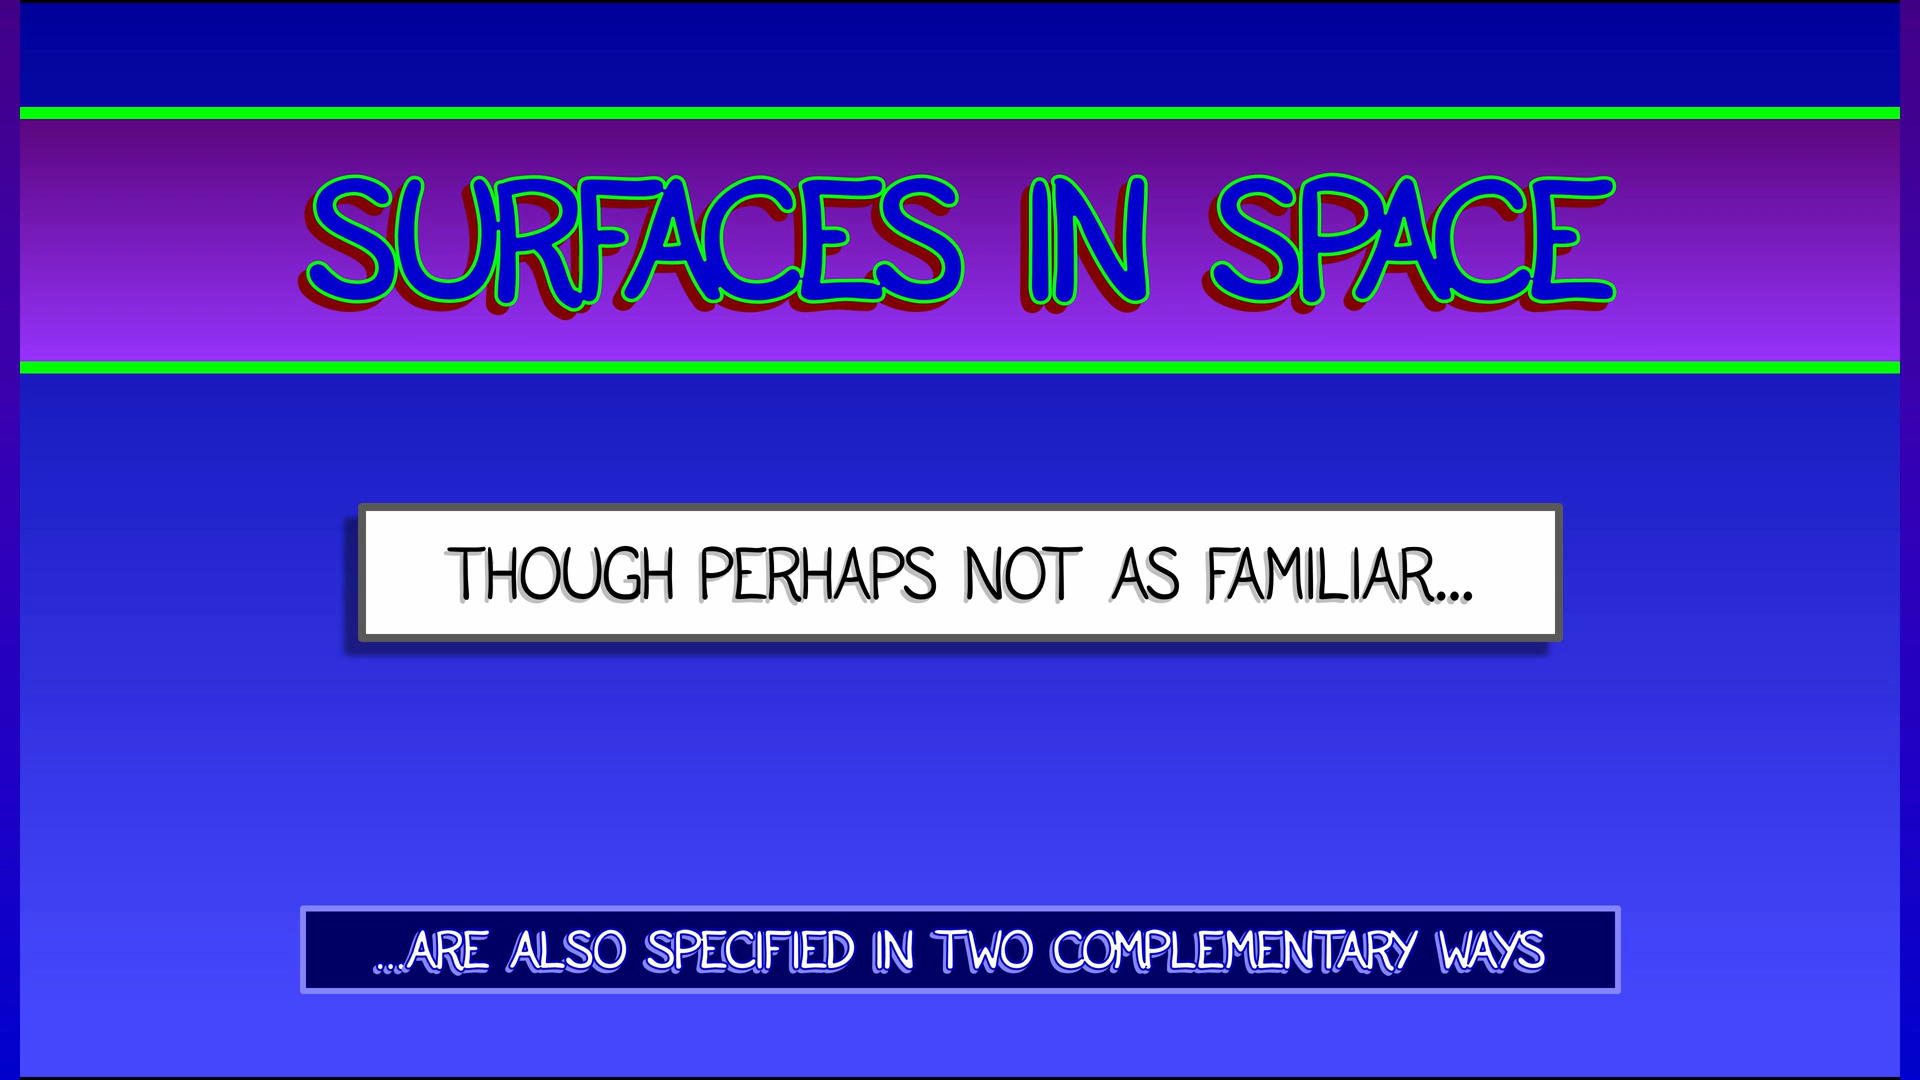 SURFACES IN SPACE
THOUGH PERHAPS NOT AS FAMILIAR...
...ARE ALSO SPECIFIED IN TWO COMPLEMENTARY WAYS